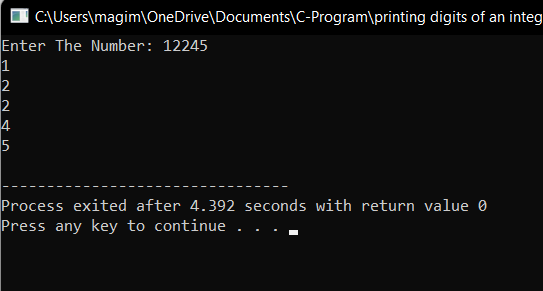 C:\Users\magim\OneDrive\Documents\C-Program\printing digits of an integ
Enter The Number: 12245
1
2
2
4
5
--------------------------------
Process exited after 4.392 seconds with return value 0
Press any key to continue . . .